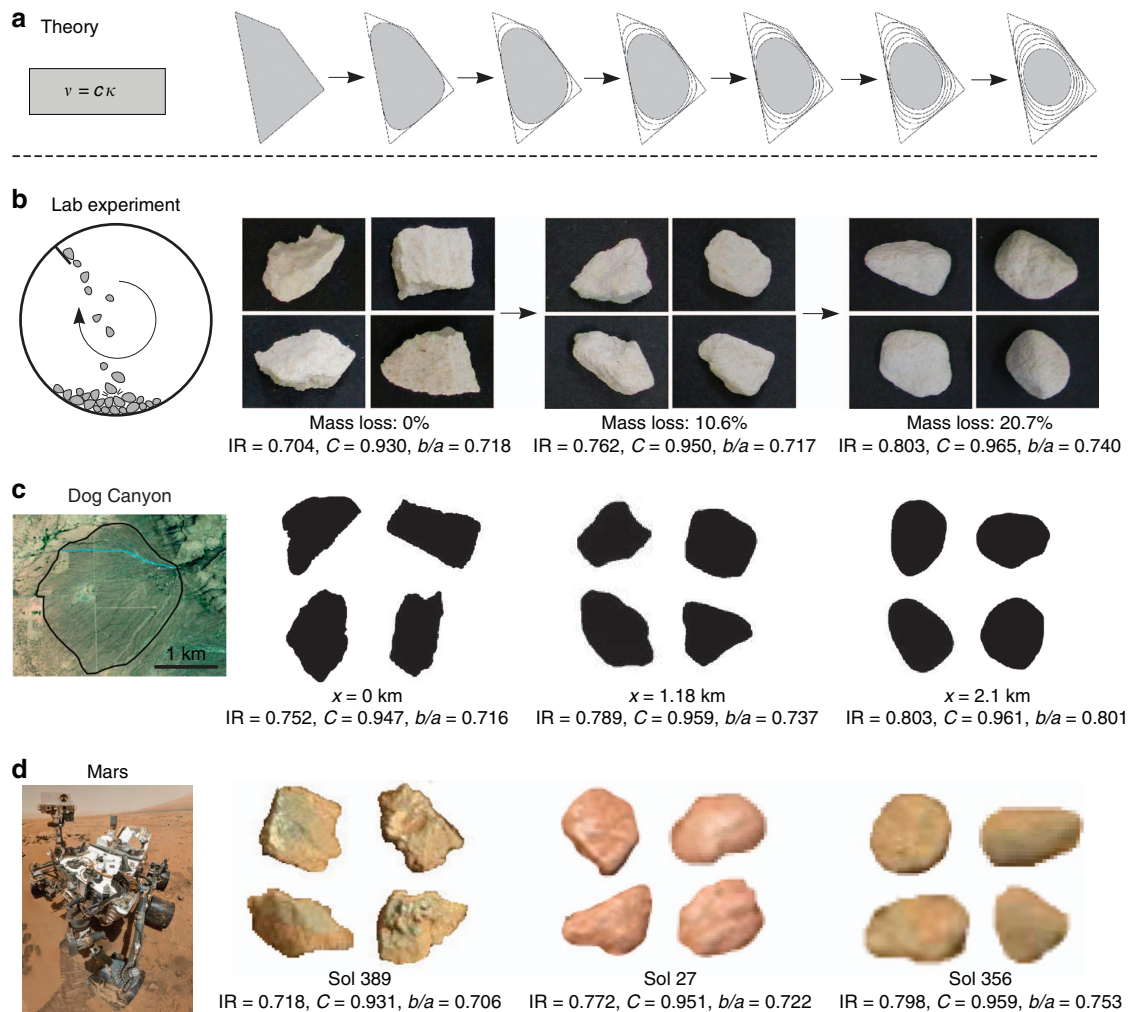 a
Theory
v = cκ
b
Lab experiment
Mass loss: 0%
IR = 0.704, C = 0.930, b/a = 0.718
Mass loss: 10.6%
IR = 0.762, C = 0.950, b/a = 0.717
Mass loss: 20.7%
IR = 0.803, C = 0.965, b/a = 0.740
c
Dog Canyon
1 km
x = 0 km
IR = 0.752, C = 0.947, b/a = 0.716
x = 1.18 km
IR = 0.789, C = 0.959, b/a = 0.737
x = 2.1 km
IR = 0.803, C = 0.961, b/a = 0.801
d
Mars
Sol 389
IR = 0.718, C = 0.931, b/a = 0.706
Sol 27
IR = 0.772, C = 0.951, b/a = 0.722
Sol 356
IR = 0.798, C = 0.959, b/a = 0.753